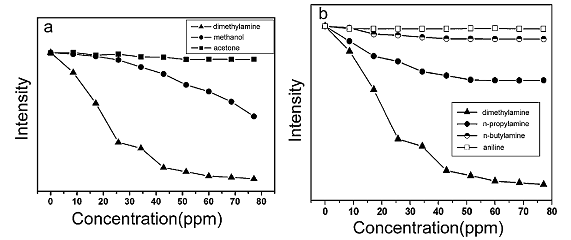 a
dimethylamine
methanol
acetone
Intensity
0 10 20 30 40 50 60 70 80
Concentration(ppm)
b
dimethylamine
n-propylamine
n-butylamine
aniline
Intensity
0 10 20 30 40 50 60 70 80
Concentration(ppm)